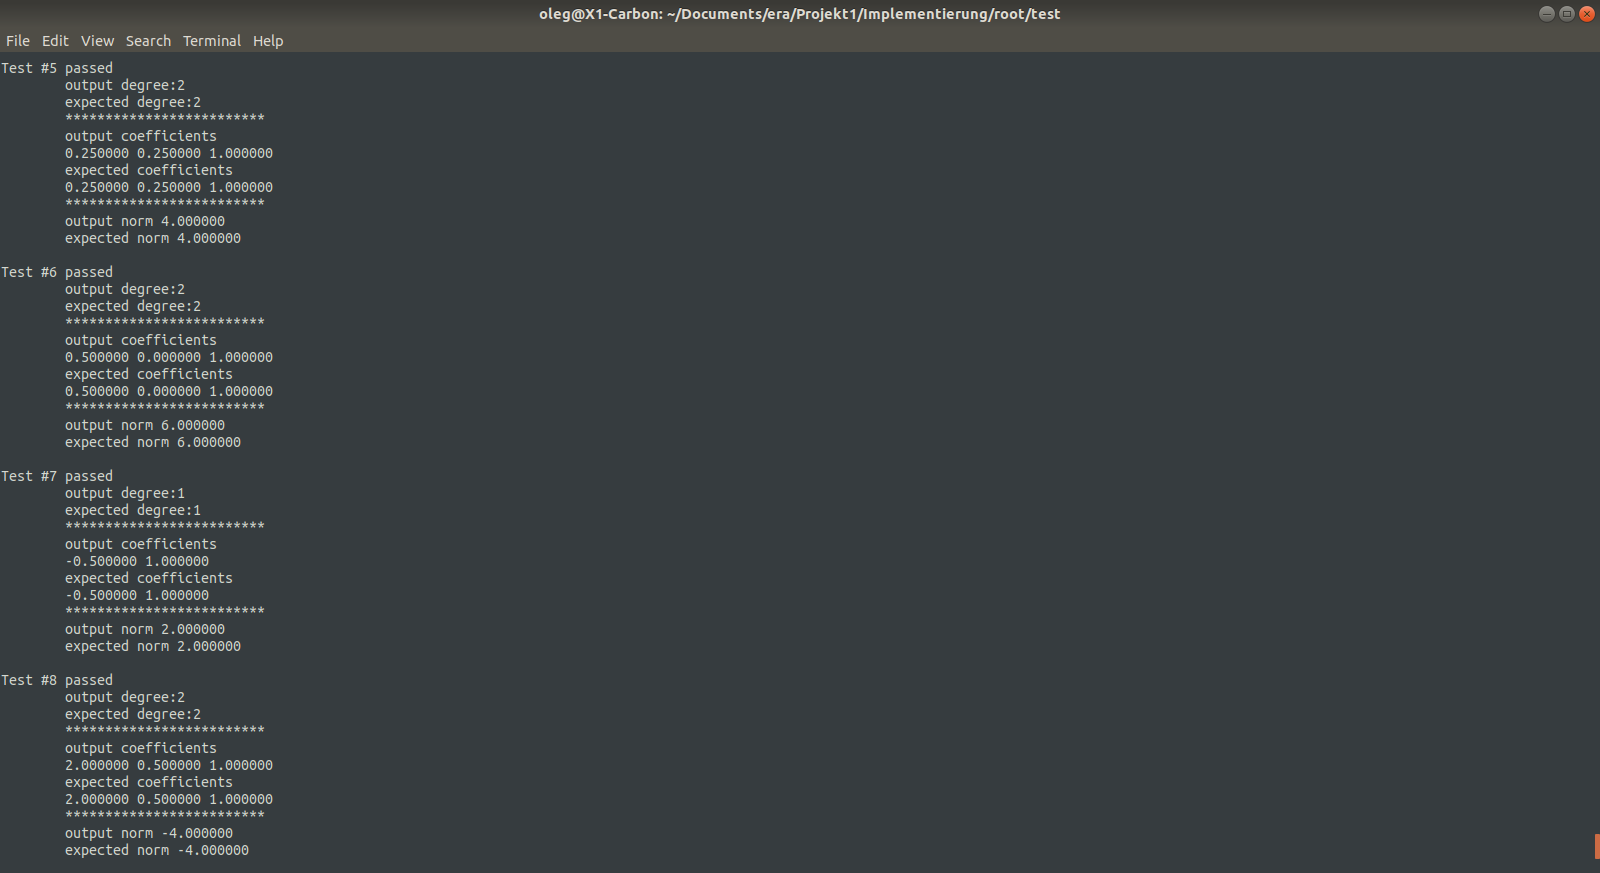 oleg@X1-Carbon: ~/Documents/era/Projekt1/Implementierung/root/test
File Edit View Search Terminal Help
Test #5 passed
output degree:2
expected degree:2
*************************
output coefficients
0.250000 0.250000 1.000000
expected coefficients
0.250000 0.250000 1.000000
*************************
output norm 4.000000
expected norm 4.000000
Test #6 passed
output degree:2
expected degree:2
*************************
output coefficients
0.500000 0.000000 1.000000
expected coefficients
0.500000 0.000000 1.000000
*************************
output norm 6.000000
expected norm 6.000000
Test #7 passed
output degree:1
expected degree:1
*************************
output coefficients
-0.500000 1.000000
expected coefficients
-0.500000 1.000000
*************************
output norm 2.000000
expected norm 2.000000
Test #8 passed
output degree:2
expected degree:2
*************************
output coefficients
2.000000 0.500000 1.000000
expected coefficients
2.000000 0.500000 1.000000
*************************
output norm -4.000000
expected norm -4.000000